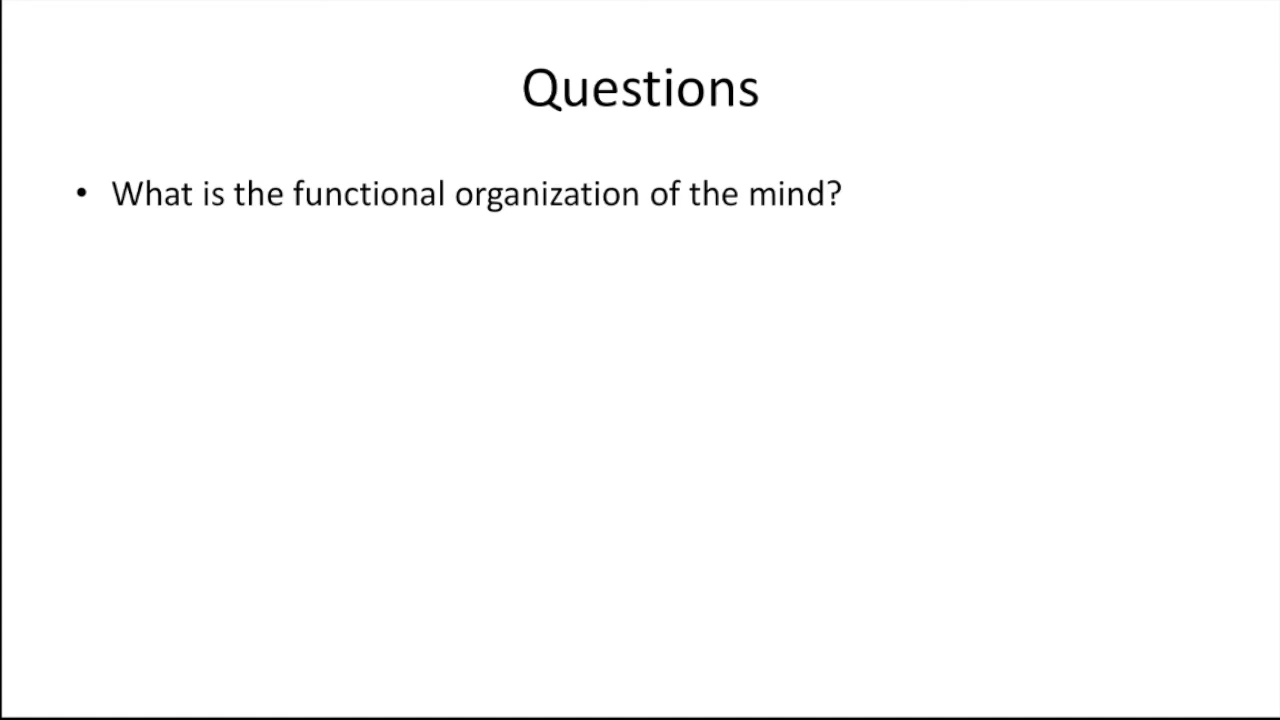 Questions
• What is the functional organization of the mind?